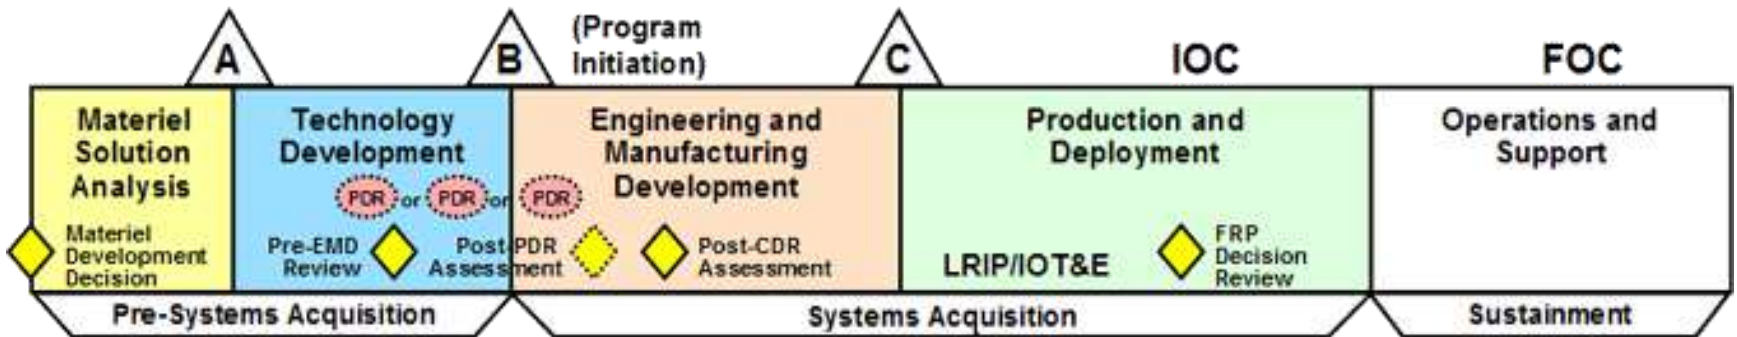 A
B
(Program
Initiation)
C
IOC
FOC
Materiel
Solution
Analysis
Technology
Development
Engineering and
Manufacturing
Development
Production and
Deployment
Operations and
Support
PDR or PDR or PDR
Materiel
Development
Decision
Pre-EMD
Review
Post-PDR
Assessment
Post-CDR
Assessment
LRIP/IOT&E
FRP
Decision
Review
Pre-Systems Acquisition
Systems Acquisition
Sustainment